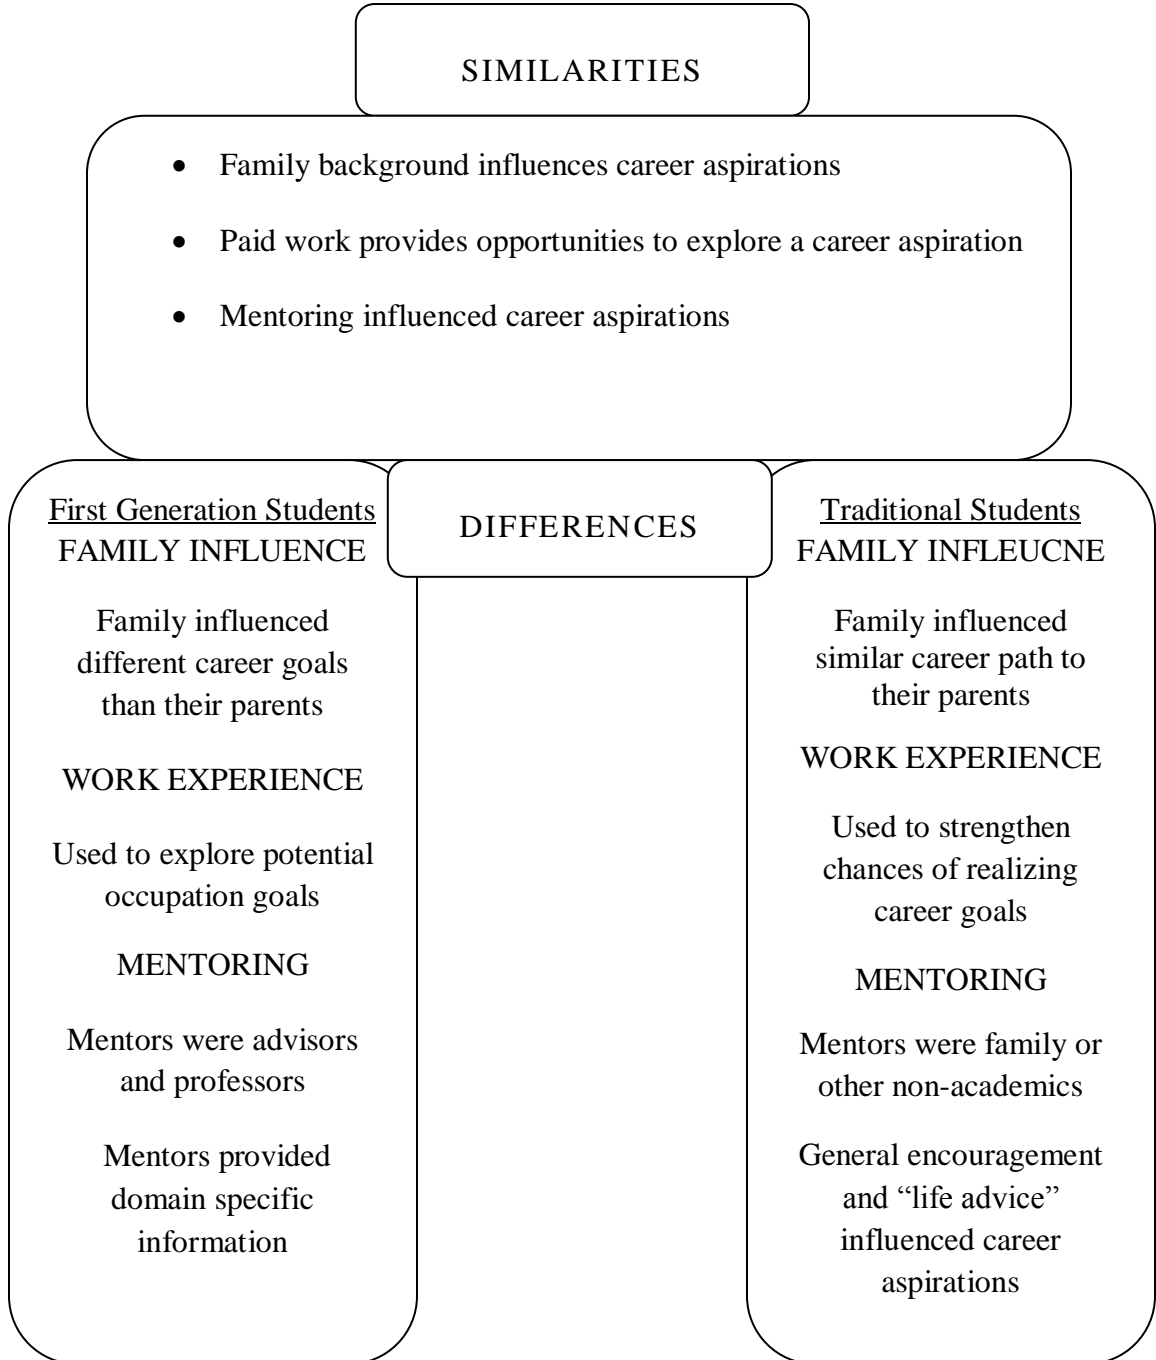 SIMILARITIES
• Family background influences career aspirations
• Paid work provides opportunities to explore a career aspiration
• Mentoring influenced career aspirations
DIFFERENCES
First Generation Students
FAMILY INFLUENCE
Family influenced
different career goals
than their parents
WORK EXPERIENCE
Used to explore potential
occupation goals
MENTORING
Mentors were advisors
and professors
Mentors provided
domain specific
information
Traditional Students
FAMILY INFLEUCNE
Family influenced
similar career path to
their parents
WORK EXPERIENCE
Used to strengthen
chances of realizing
career goals
MENTORING
Mentors were family or
other non-academics
General encouragement
and “life advice”
influenced career
aspirations